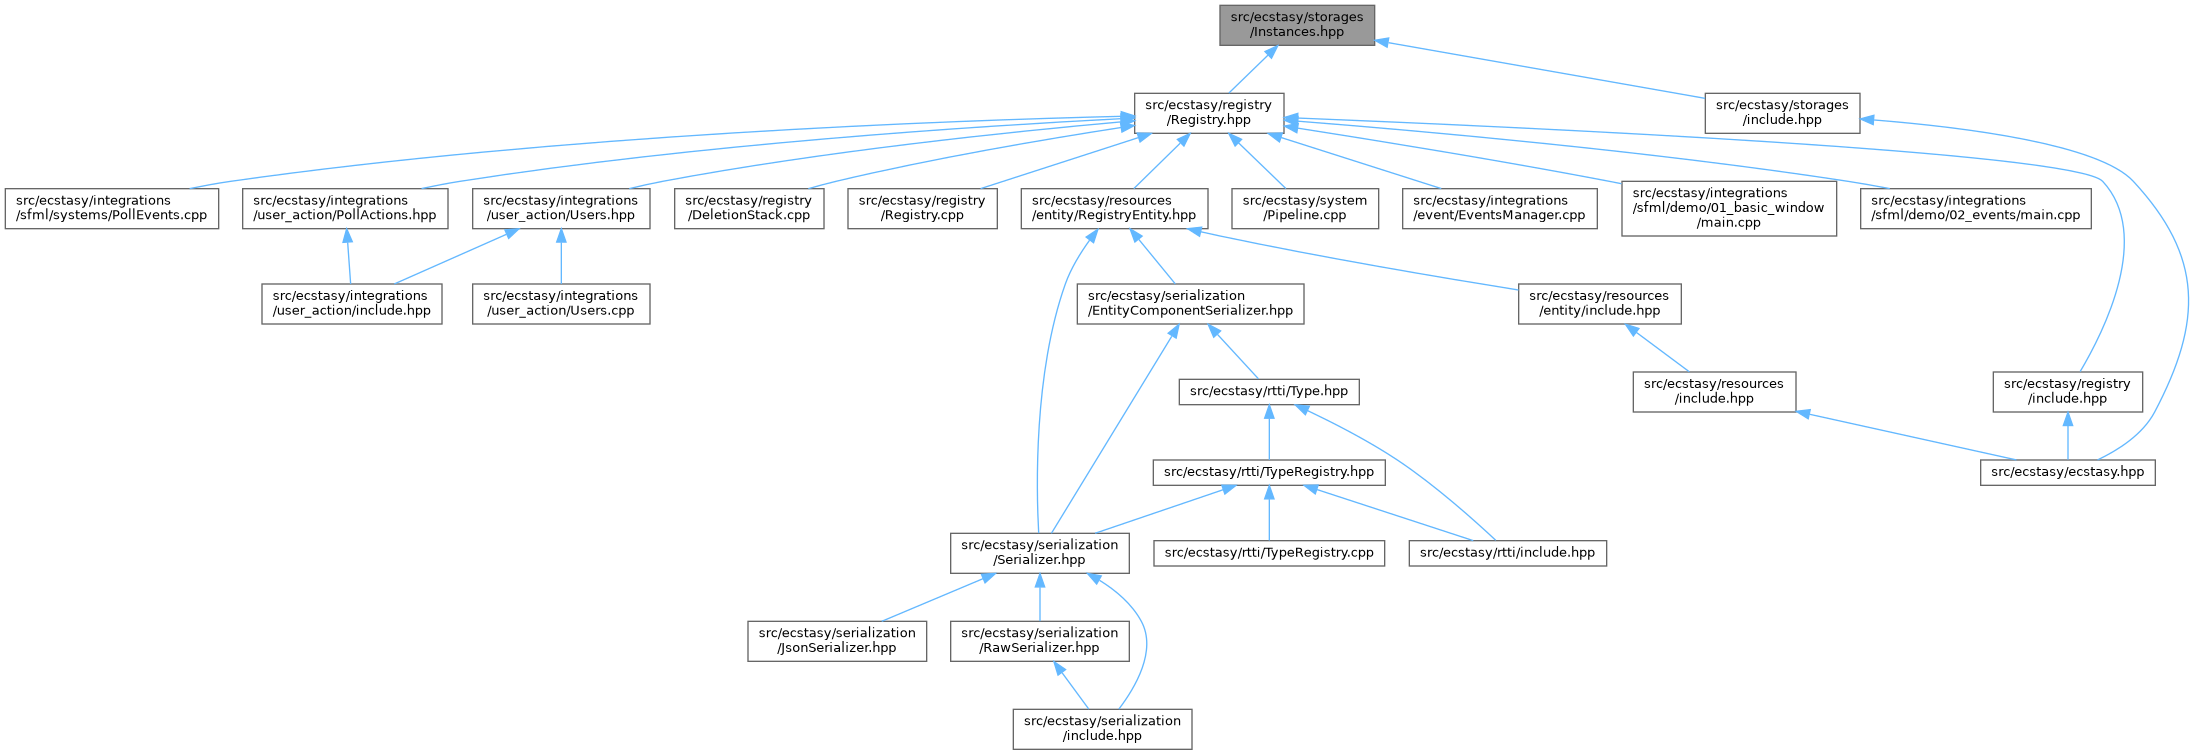 src/ecstasy/storages
/Instances.hpp
src/ecstasy/registry
/Registry.hpp
src/ecstasy/storages
/include.hpp
src/ecstasy/integrations
/sfml/systems/PollEvents.cpp
src/ecstasy/integrations
/user_action/PollActions.hpp
src/ecstasy/integrations
/user_action/Users.hpp
src/ecstasy/registry
/DeletionStack.cpp
src/ecstasy/registry
/Registry.cpp
src/ecstasy/resources
/entity/RegistryEntity.hpp
src/ecstasy/system
/Pipeline.cpp
src/ecstasy/integrations
/event/EventsManager.cpp
src/ecstasy/integrations
/sfml/demo/01_basic_window
/main.cpp
src/ecstasy/integrations
/sfml/demo/02_events/main.cpp
src/ecstasy/integrations
/user_action/include.hpp
src/ecstasy/integrations
/user_action/Users.cpp
src/ecstasy/serialization
/EntityComponentSerializer.hpp
src/ecstasy/resources
/entity/include.hpp
src/ecstasy/rtti/Type.hpp
src/ecstasy/resources
/include.hpp
src/ecstasy/registry
/include.hpp
src/ecstasy/rtti/TypeRegistry.hpp
src/ecstasy/ecstasy.hpp
src/ecstasy/serialization
/Serializer.hpp
src/ecstasy/rtti/TypeRegistry.cpp
src/ecstasy/rtti/include.hpp
src/ecstasy/serialization
/JsonSerializer.hpp
src/ecstasy/serialization
/RawSerializer.hpp
src/ecstasy/serialization
/include.hpp